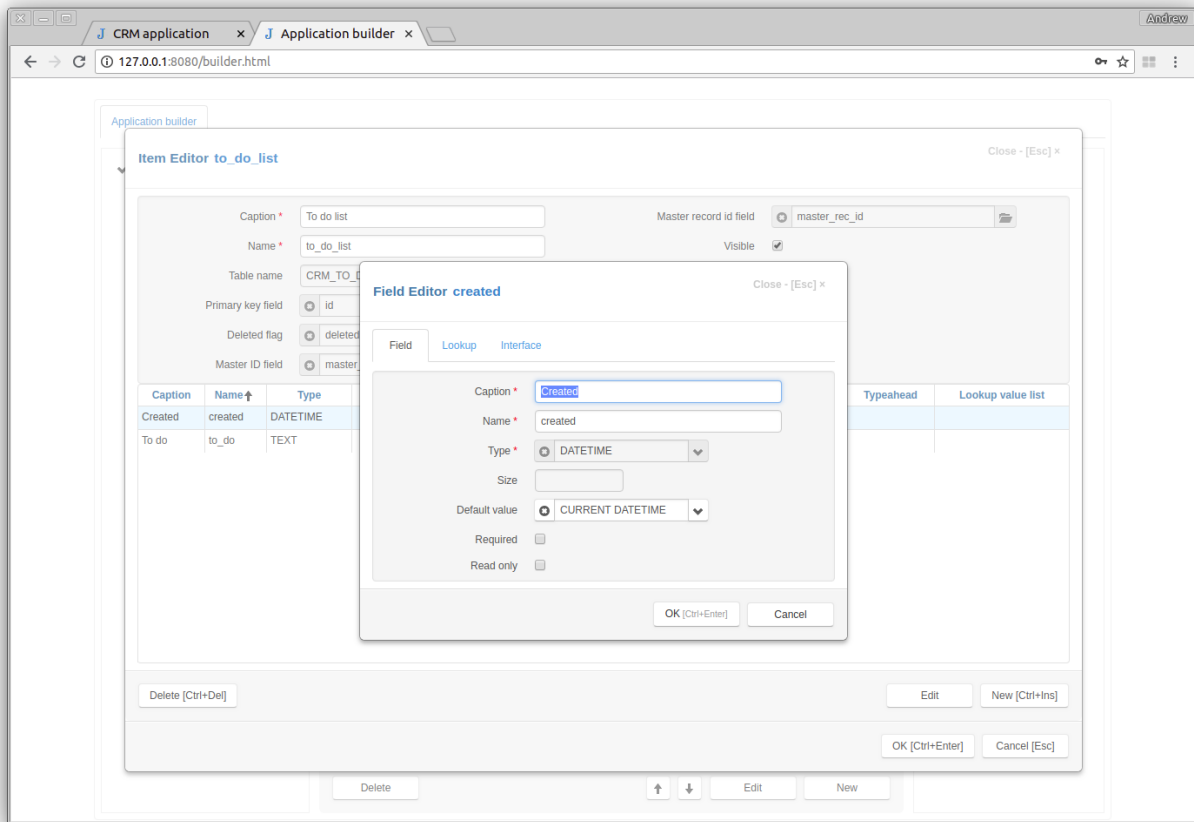 Andrew
CRM application × Application builder ×
127.0.0.1:8080/builder.html
Application builder
Item Editor to_do_list Close - [Esc] ×
Caption * To do list Master record id field master_rec_id
Name * to_do_list Visible
Table name CRM_TO_D
Primary key field id
Deleted flag deleted
Master ID field master_
Caption Name Type Typeahead Lookup value list
Created created DATETIME
To do to_do TEXT
Field Editor created Close - [Esc] ×
Field Lookup Interface
Caption * Created
Name * created
Type * DATETIME
Size
Default value CURRENT DATETIME
Required
Read only
OK [Ctrl+Enter] Cancel
Delete [Ctrl+Del] Edit New [Ctrl+Ins]
OK [Ctrl+Enter] Cancel [Esc]
Delete Edit New